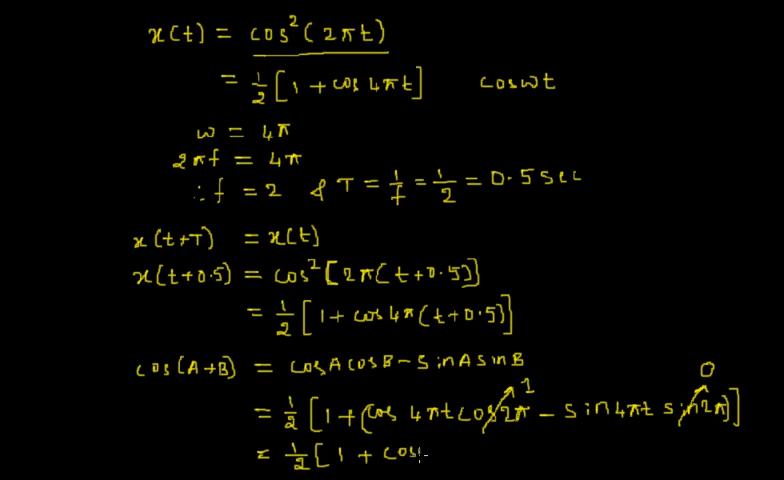 x(t) = cos²(2πt)
= 1/2 [1 + cos 4πt] cos wt
w = 4π
2πf = 4π
∴ f = 2 & T = 1/f = 1/2 = 0.5 sec
x(t+T) = x(t)
x(t+0.5) = cos² [2π(t+0.5)]
= 1/2 [1 + cos 4π(t+0.5)]
cos(A+B) = cosA cosB - sinA sinB
= 1/2 [1 + (cos 4πt cos 2π 1 - sin 4πt sin 2π 0)]
= 1/2 [1 + cos